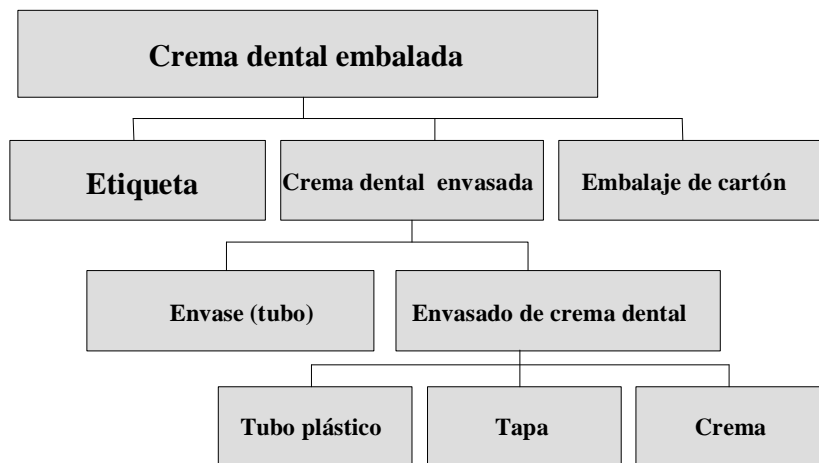 Crema dental embalada
Etiqueta
Crema dental envasada
Embalaje de cartón
Envase (tubo)
Envasado de crema dental
Tubo plástico
Tapa
Crema